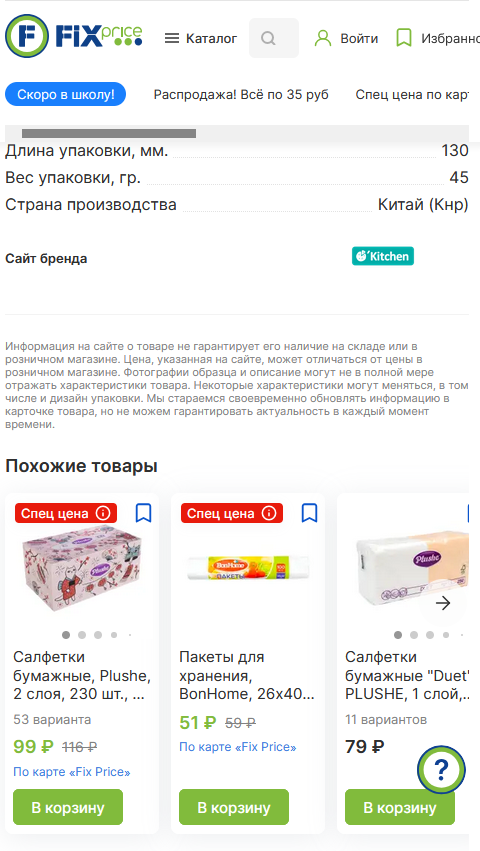 FiXprice
Каталог
Войти
Избранно
Скоро в школу!
Распродажа! Всё по 35 руб
Спец цена по кар
Длина упаковки, мм. 130
Вес упаковки, гр. 45
Страна производства Китай (Кнр)
Сайт бренда
Kitchen
Информация на сайте о товаре не гарантирует его наличие на складе или в
розничном магазине. Цена, указанная на сайте, может отличаться от цены в
розничном магазине. Фотографии образца и описание могут не в полной мере
отражать характеристики товара. Некоторые характеристики могут меняться, в том
числе и дизайн упаковки. Мы стараемся своевременно обновлять информацию в
карточке товара, но не можем гарантировать актуальность в каждый момент
времени.
Похожие товары
Спец цена
Plushe
Салфетки
бумажные, Plushe,
2 слоя, 230 шт., ...
53 варианта
99 ₽ 116 ₽
По карте «Fix Price»
В корзину
Спец цена
BonHome
ПАКЕТЫ
Пакеты для
хранения,
BonHome, 26х40...
51 ₽ 59 ₽
По карте «Fix Price»
В корзину
Plushe
Салфетки
бумажные "Duet"
PLUSHE, 1 слой,..
11 вариантов
79 ₽
В корзину
?